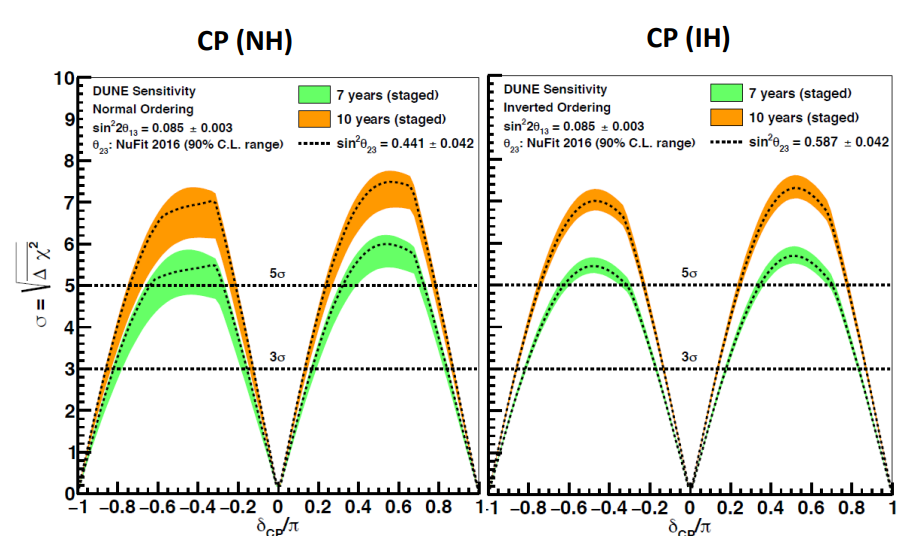 CP (NH)
CP (IH)
DUNE Sensitivity
Normal Ordering
sin²2θ₁₃ = 0.085 ± 0.003
θ₂₃: NuFit 2016 (90% C.L. range)
7 years (staged)
10 years (staged)
sin²θ₂₃ = 0.441 ± 0.042
5σ
3σ
σ = √Δχ²
10
9
8
7
6
5
4
3
2
1
0
−1 −0.8 −0.6 −0.4 −0.2 0 0.2 0.4 0.6 0.8 1
δCP/π
DUNE Sensitivity
Inverted Ordering
sin²2θ₁₃ = 0.085 ± 0.003
θ₂₃: NuFit 2016 (90% C.L. range)
7 years (staged)
10 years (staged)
sin²θ₂₃ = 0.587 ± 0.042
5σ
3σ
-1 −0.8 −0.6 −0.4 −0.2 0 0.2 0.4 0.6 0.8 1
δCP/π